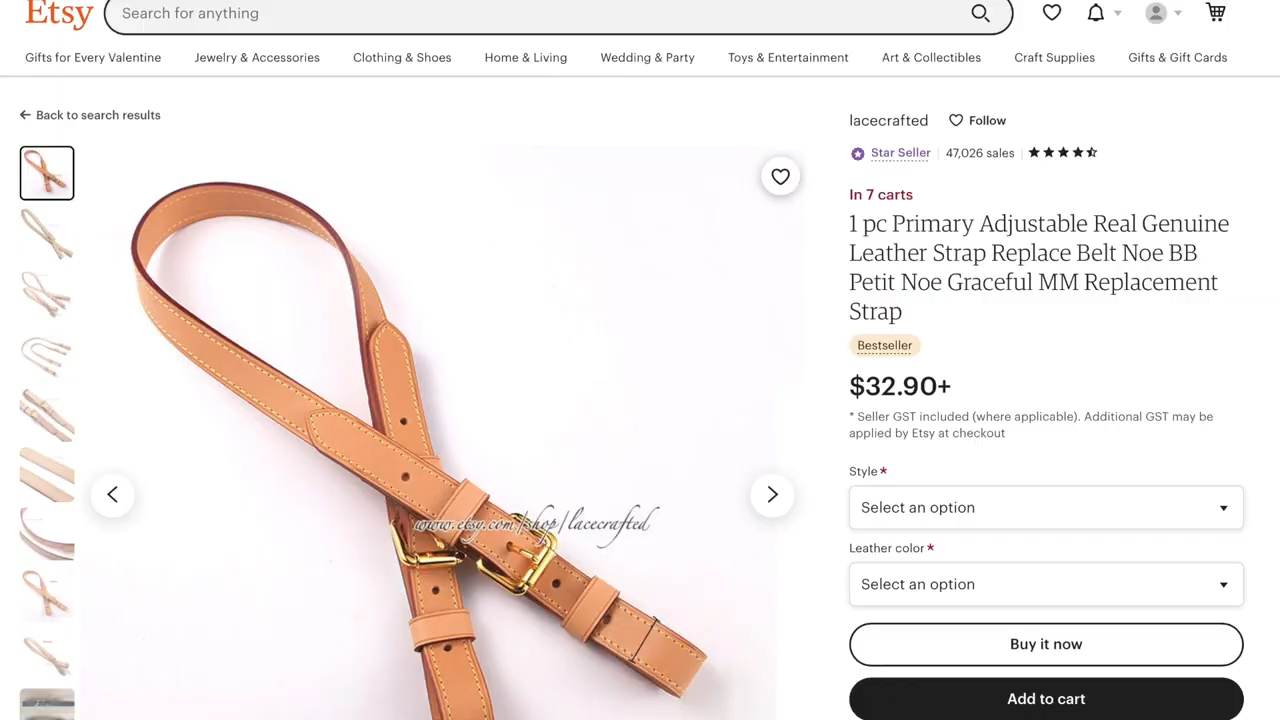 Etsy
Search for anything
Gifts for Every Valentine
Jewelry & Accessories
Clothing & Shoes
Home & Living
Wedding & Party
Toys & Entertainment
Art & Collectibles
Craft Supplies
Gifts & Gift Cards
Back to search results
lacecrafted
Follow
Star Seller
47,026 sales
In 7 carts
1 pc Primary Adjustable Real Genuine
Leather Strap Replace Belt Noe BB
Petit Noe Graceful MM Replacement
Strap
Bestseller
$32.90+
* Seller GST included (where applicable). Additional GST may be
applied by Etsy at checkout
Style*
Select an option
Leather color*
Select an option
Buy it now
Add to cart
www.etsy.com/shop/lacecrafted